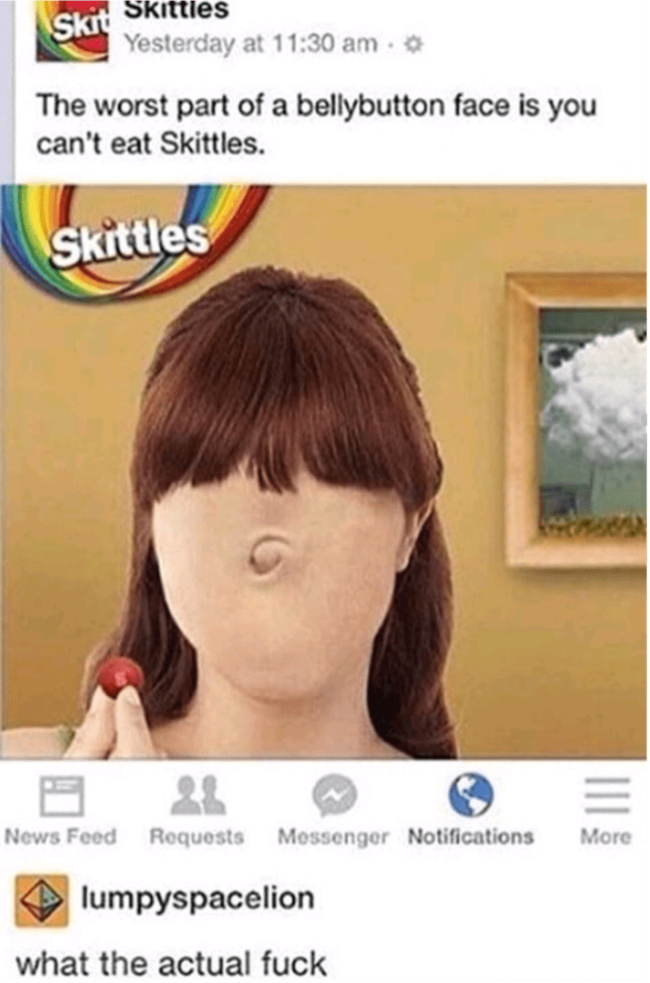 Skit
Skittles
Yesterday at 11:30 am ·
The worst part of a bellybutton face is you
can't eat Skittles.
Skittles
S
News Feed Requests Messenger Notifications More
lumpyspacelion
what the actual fuck